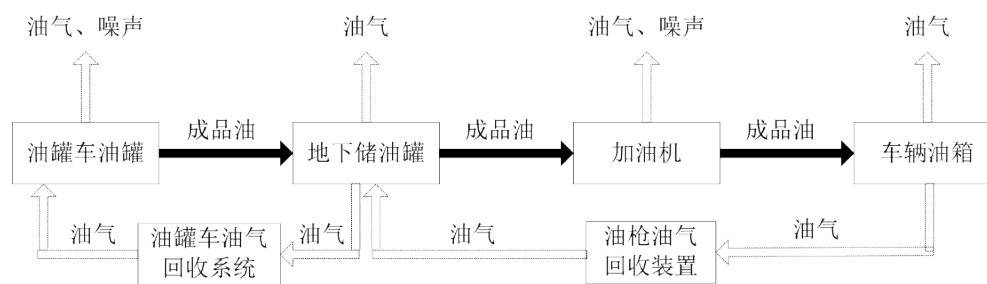 油气、噪声
油气
油气、噪声
油气
成品油
成品油
成品油
油罐车油罐
地下储油罐
加油机
车辆油箱
油气
油罐车油气
回收系统
油气
油气
油枪油气
回收装置
油气